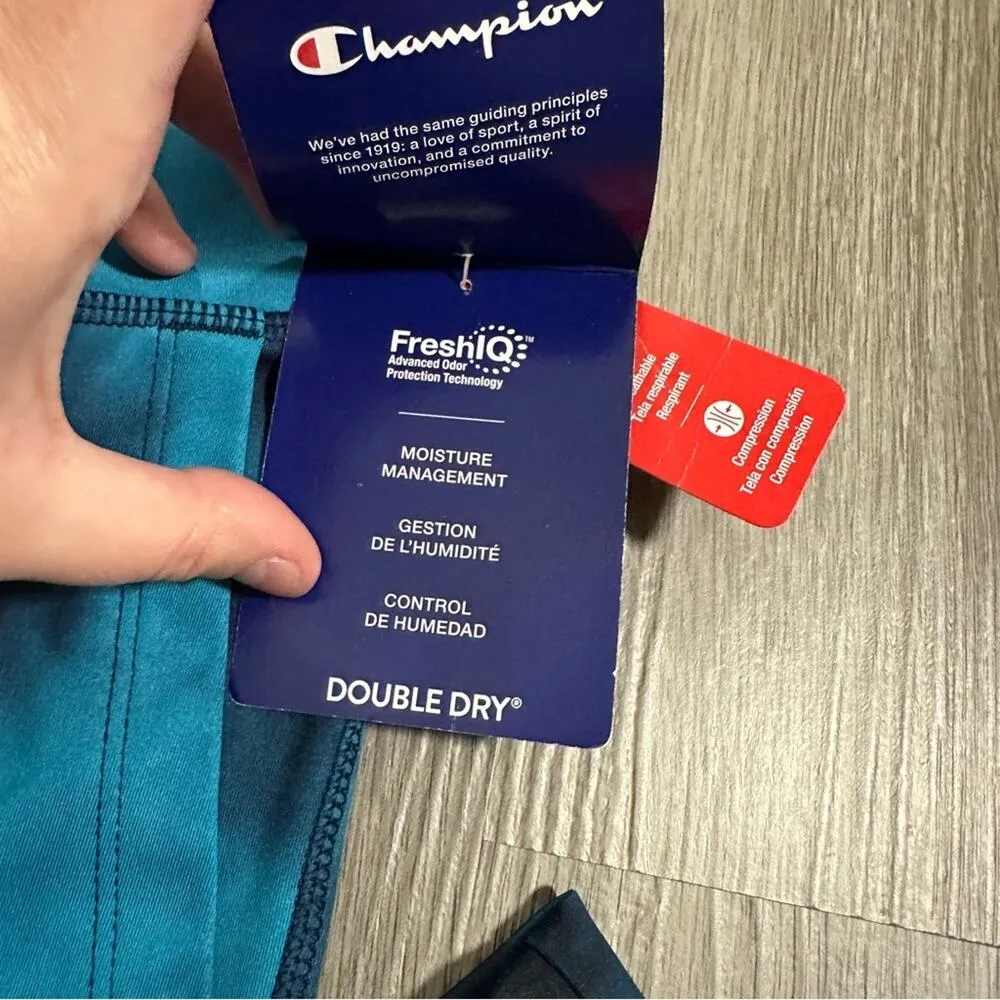 Champion
We've had the same guiding principles
since 1919: a love of sport, a spirit of
innovation, and a commitment to
uncompromised quality.
FreshIQ™
Advanced Odor
Protection Technology
MOISTURE
MANAGEMENT
GESTION
DE L'HUMIDITÉ
CONTROL
DE HUMEDAD
DOUBLE DRY®
Tela respirable
Respirant
Compression
Tela con compresión
Compression